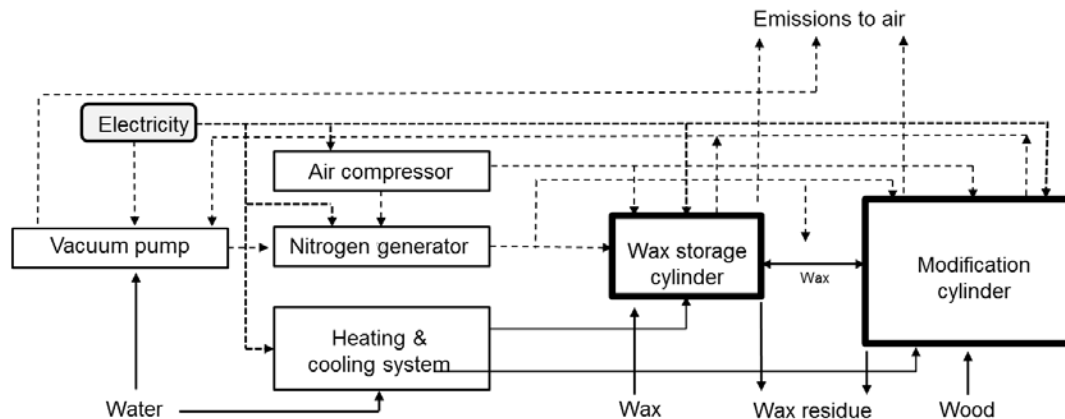 Emissions to air
Electricity
Air compressor
Vacuum pump
Nitrogen generator
Wax storage
cylinder
Wax
Modification
cylinder
Heating &
cooling system
Water
Wax
Wax residue
Wood